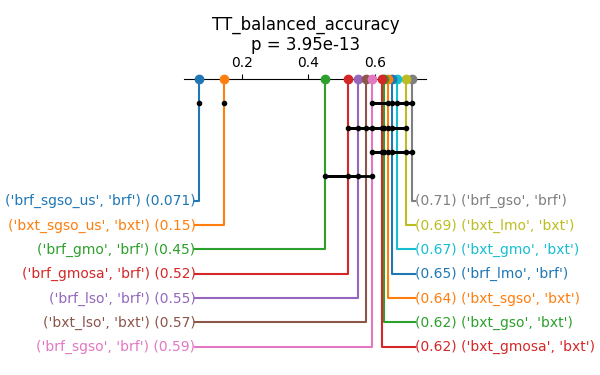 TT_balanced_accuracy
p = 3.95e-13
0.2 0.4 0.6
('brf_sgso_us', 'brf') (0.071) (0.71) ('brf_gso', 'brf')
('bxt_sgso_us', 'bxt') (0.15) (0.69) ('bxt_lmo', 'bxt')
('brf_gmo', 'brf') (0.45) (0.67) ('bxt_gmo', 'bxt')
('brf_gmosa', 'brf') (0.52) (0.65) ('brf_lmo', 'brf')
('brf_lso', 'brf') (0.55) (0.64) ('bxt_sgso', 'bxt')
('bxt_lso', 'bxt') (0.57) (0.62) ('bxt_gso', 'bxt')
('brf_sgso', 'brf') (0.59) (0.62) ('bxt_gmosa', 'bxt')